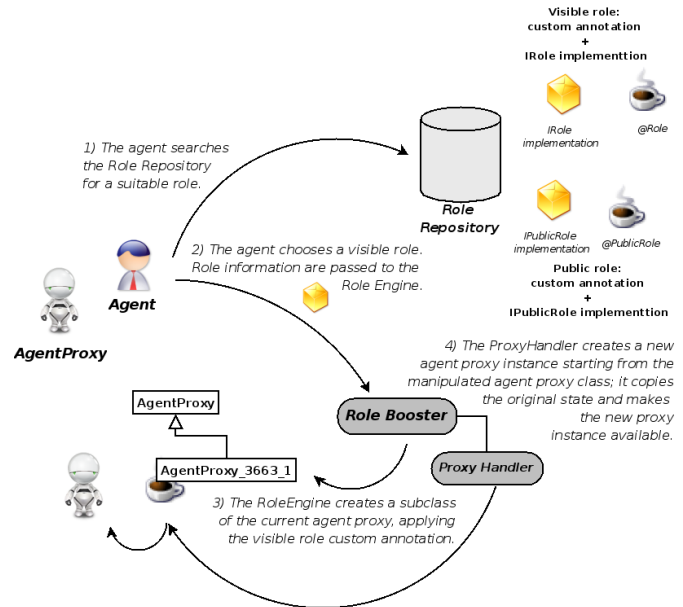 Visible role:
custom annotation
+
IRole implementtion
IRole
implementation
@Role
1) The agent searches
the Role Repository
for a suitable role.
Role
Repository
IPublicRole
implementation
@PublicRole
Public role:
custom annotation
+
IPublicRole implementtion
2) The agent chooses a visible role.
Role information are passed to the
Role Engine.
Agent
AgentProxy
4) The ProxyHandler creates a new
agent proxy instance starting from the
manipulated agent proxy class; it copies
the original state and makes
the new proxy
instance available.
AgentProxy
Role Booster
Proxy Handler
AgentProxy_3663_1
3) The RoleEngine creates a subclass
of the current agent proxy, applying
the visible role custom annotation.